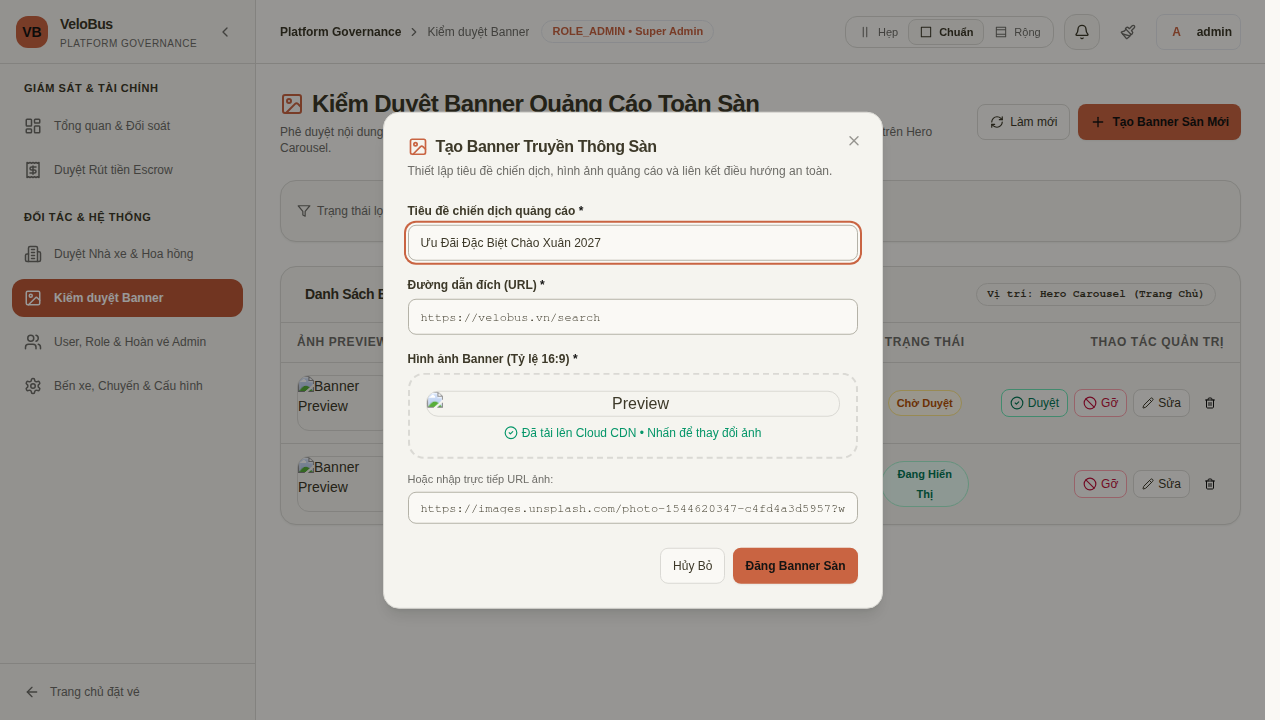 VB
VeloBus
PLATFORM GOVERNANCE
GIÁM SÁT & TÀI CHÍNH
Tổng quan & Đối soát
Duyệt Rút tiền Escrow
ĐỐI TÁC & HỆ THỐNG
Duyệt Nhà xe & Hoa hồng
Kiểm duyệt Banner
User, Role & Hoàn vé Admin
Bến xe, Chuyến & Cấu hình
Trang chủ đặt vé
Platform Governance
Kiểm duyệt Banner
ROLE_ADMIN • Super Admin
Hẹp
Chuẩn
Rộng
A
admin
Kiểm Duyệt Banner Quảng Cáo Toàn Sàn
Phê duyệt nội dung
trên Hero
Carousel.
Làm mới
Tạo Banner Sàn Mới
Trạng thái
Danh Sách
Vị trí: Hero Carousel (Trang Chủ)
ẢNH PREVIEW
TRẠNG THÁI
THAO TÁC QUẢN TRỊ
Banner
Preview
Chờ Duyệt
Duyệt
Gỡ
Sửa
Banner
Preview
Đang Hiển
Thị
Gỡ
Sửa
Tạo Banner Truyền Thông Sàn
Thiết lập tiêu đề chiến dịch, hình ảnh quảng cáo và liên kết điều hướng an toàn.
Tiêu đề chiến dịch quảng cáo *
Ưu Đãi Đặc Biệt Chào Xuân 2027
Đường dẫn đích (URL) *
https://velobus.vn/search
Hình ảnh Banner (Tỷ lệ 16:9) *
Preview
Đã tải lên Cloud CDN • Nhấn để thay đổi ảnh
Hoặc nhập trực tiếp URL ảnh:
https://images.unsplash.com/photo-1544620347-c4fd4a3d5957?w
Hủy Bỏ
Đăng Banner Sàn